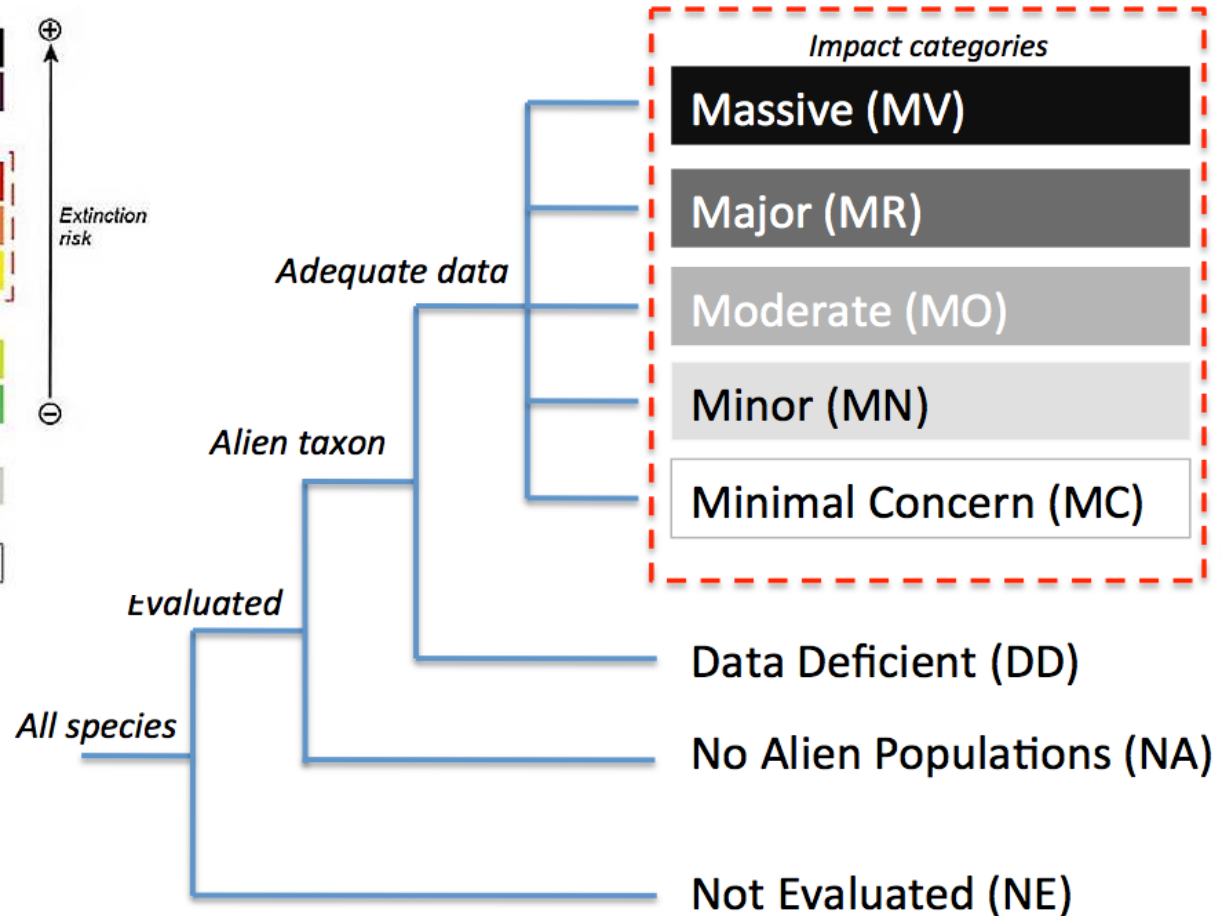 ⊕
Extinction
risk
⊖
Impact categories
Massive (MV)
Major (MR)
Adequate data
Moderate (MO)
Minor (MN)
Alien taxon
Minimal Concern (MC)
Evaluated
Data Deficient (DD)
All species
No Alien Populations (NA)
Not Evaluated (NE)